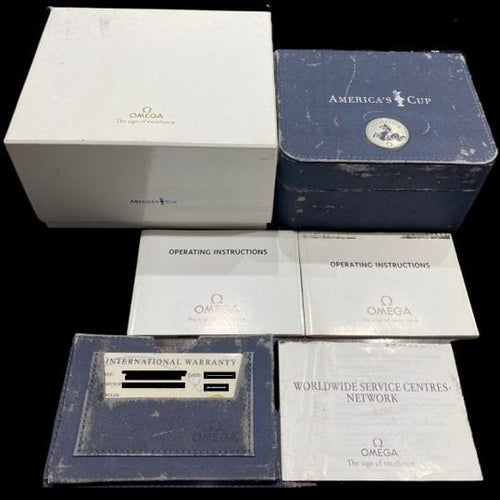 Ω
OMEGA
The sign of excellence
AMERICA'S CUP
AMERICA'S CUP
Ω
OPERATING INSTRUCTIONS
Ω
OMEGA
OPERATING INSTRUCTIONS
Ω
OMEGA
INTERNATIONAL WARRANTY
DATE:
Ω
OMEGA
WORLDWIDE SERVICE CENTRES
NETWORK
Ω
OMEGA
The sign of excellence